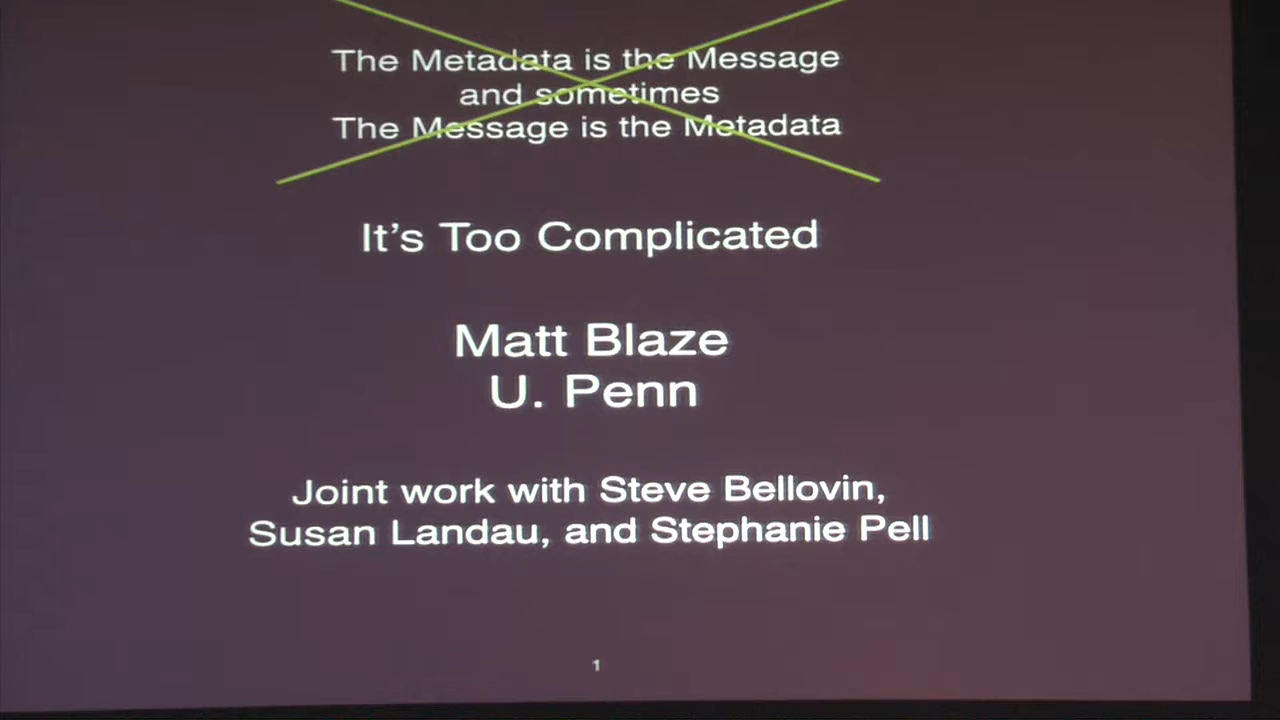 The Metadata is the Message
and sometimes
The Message is the Metadata
It's Too Complicated
Matt Blaze
U. Penn
Joint work with Steve Bellovin,
Susan Landau, and Stephanie Pell
1